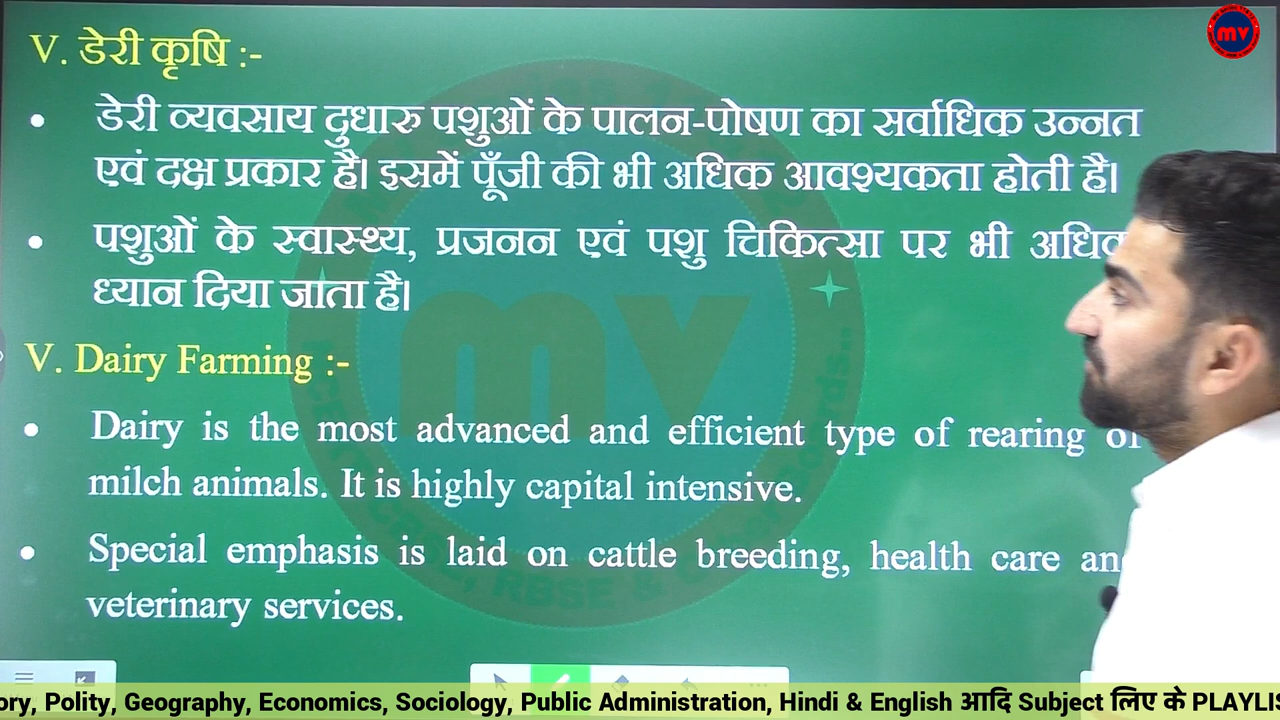 mv
V. डेरी कृषि :-
• डेरी व्यवसाय दुधारु पशुओं के पालन-पोषण का सर्वाधिक उन्नत
एवं दक्ष प्रकार है। इसमें पूँजी की भी अधिक आवश्यकता होती है।
• पशुओं के स्वास्थ्य, प्रजनन एवं पशु चिकित्सा पर भी अधिक
ध्यान दिया जाता है।
mv
V. Dairy Farming :-
• Dairy is the most advanced and efficient type of rearing of
milch animals. It is highly capital intensive.
• Special emphasis is laid on cattle breeding, health care and
veterinary services.
RBSE &
ory, Polity, Geography, Economics, Sociology, Public Administration, Hindi & English आदि Subject लिए के PLAYLIS